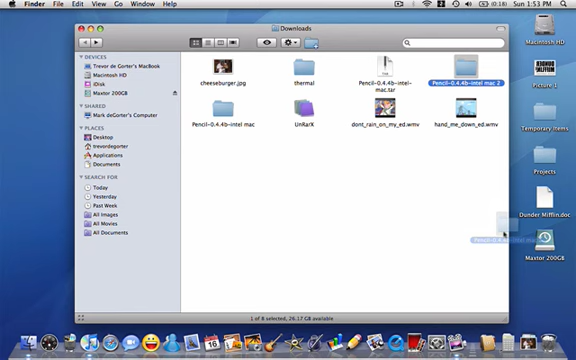 Finder File Edit View Go Window Help
(0:18) Sun 1:53 PM
Downloads
DEVICES
Trevor de Gorter's MacBook
Macintosh HD
iDisk
Maxtor 200GB
SHARED
Mark deGorter's Computer
PLACES
Desktop
trevordegorter
Applications
Documents
SEARCH FOR
Today
Yesterday
Past Week
All Images
All Movies
All Documents
cheeseburger.jpg
thermal
Pencil-0.4.4b-intel-mac.tar
Pencil-0.4.4b-intel mac 2
Pencil-0.4.4b-intel mac
UnRarX
dont_rain_on_my_ed.wmv
hand_me_down_ed.wmv
1 of 8 selected, 26.17 GB available
Macintosh HD
Picture 1
Temporary Items
Projects
Dunder Mifflin.doc
Maxtor 200GB